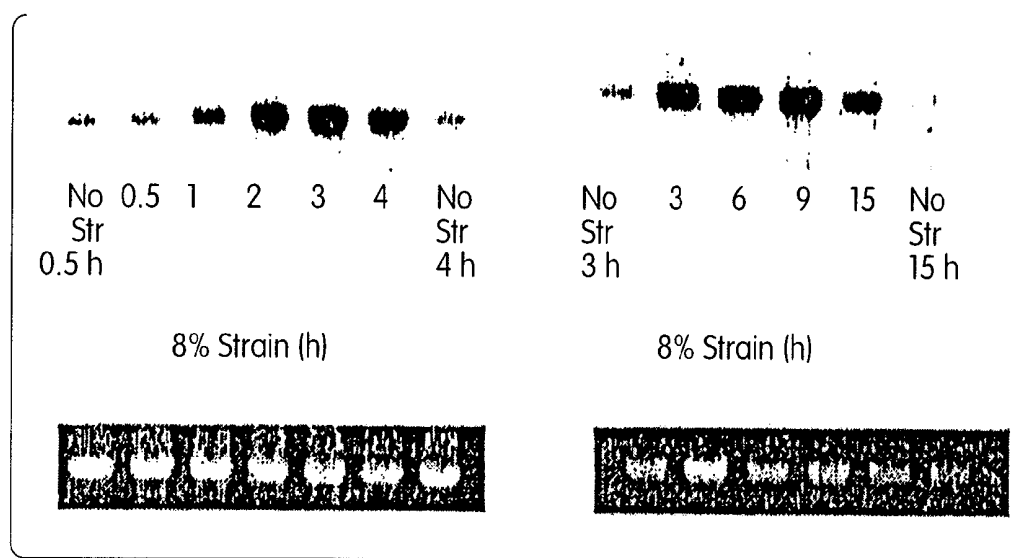 No 0.5 1 2 3 4 No
Str Str
0.5 h 4 h
8% Strain (h)
No 3 6 9 15 No
Str Str
3 h 15 h
8% Strain (h)